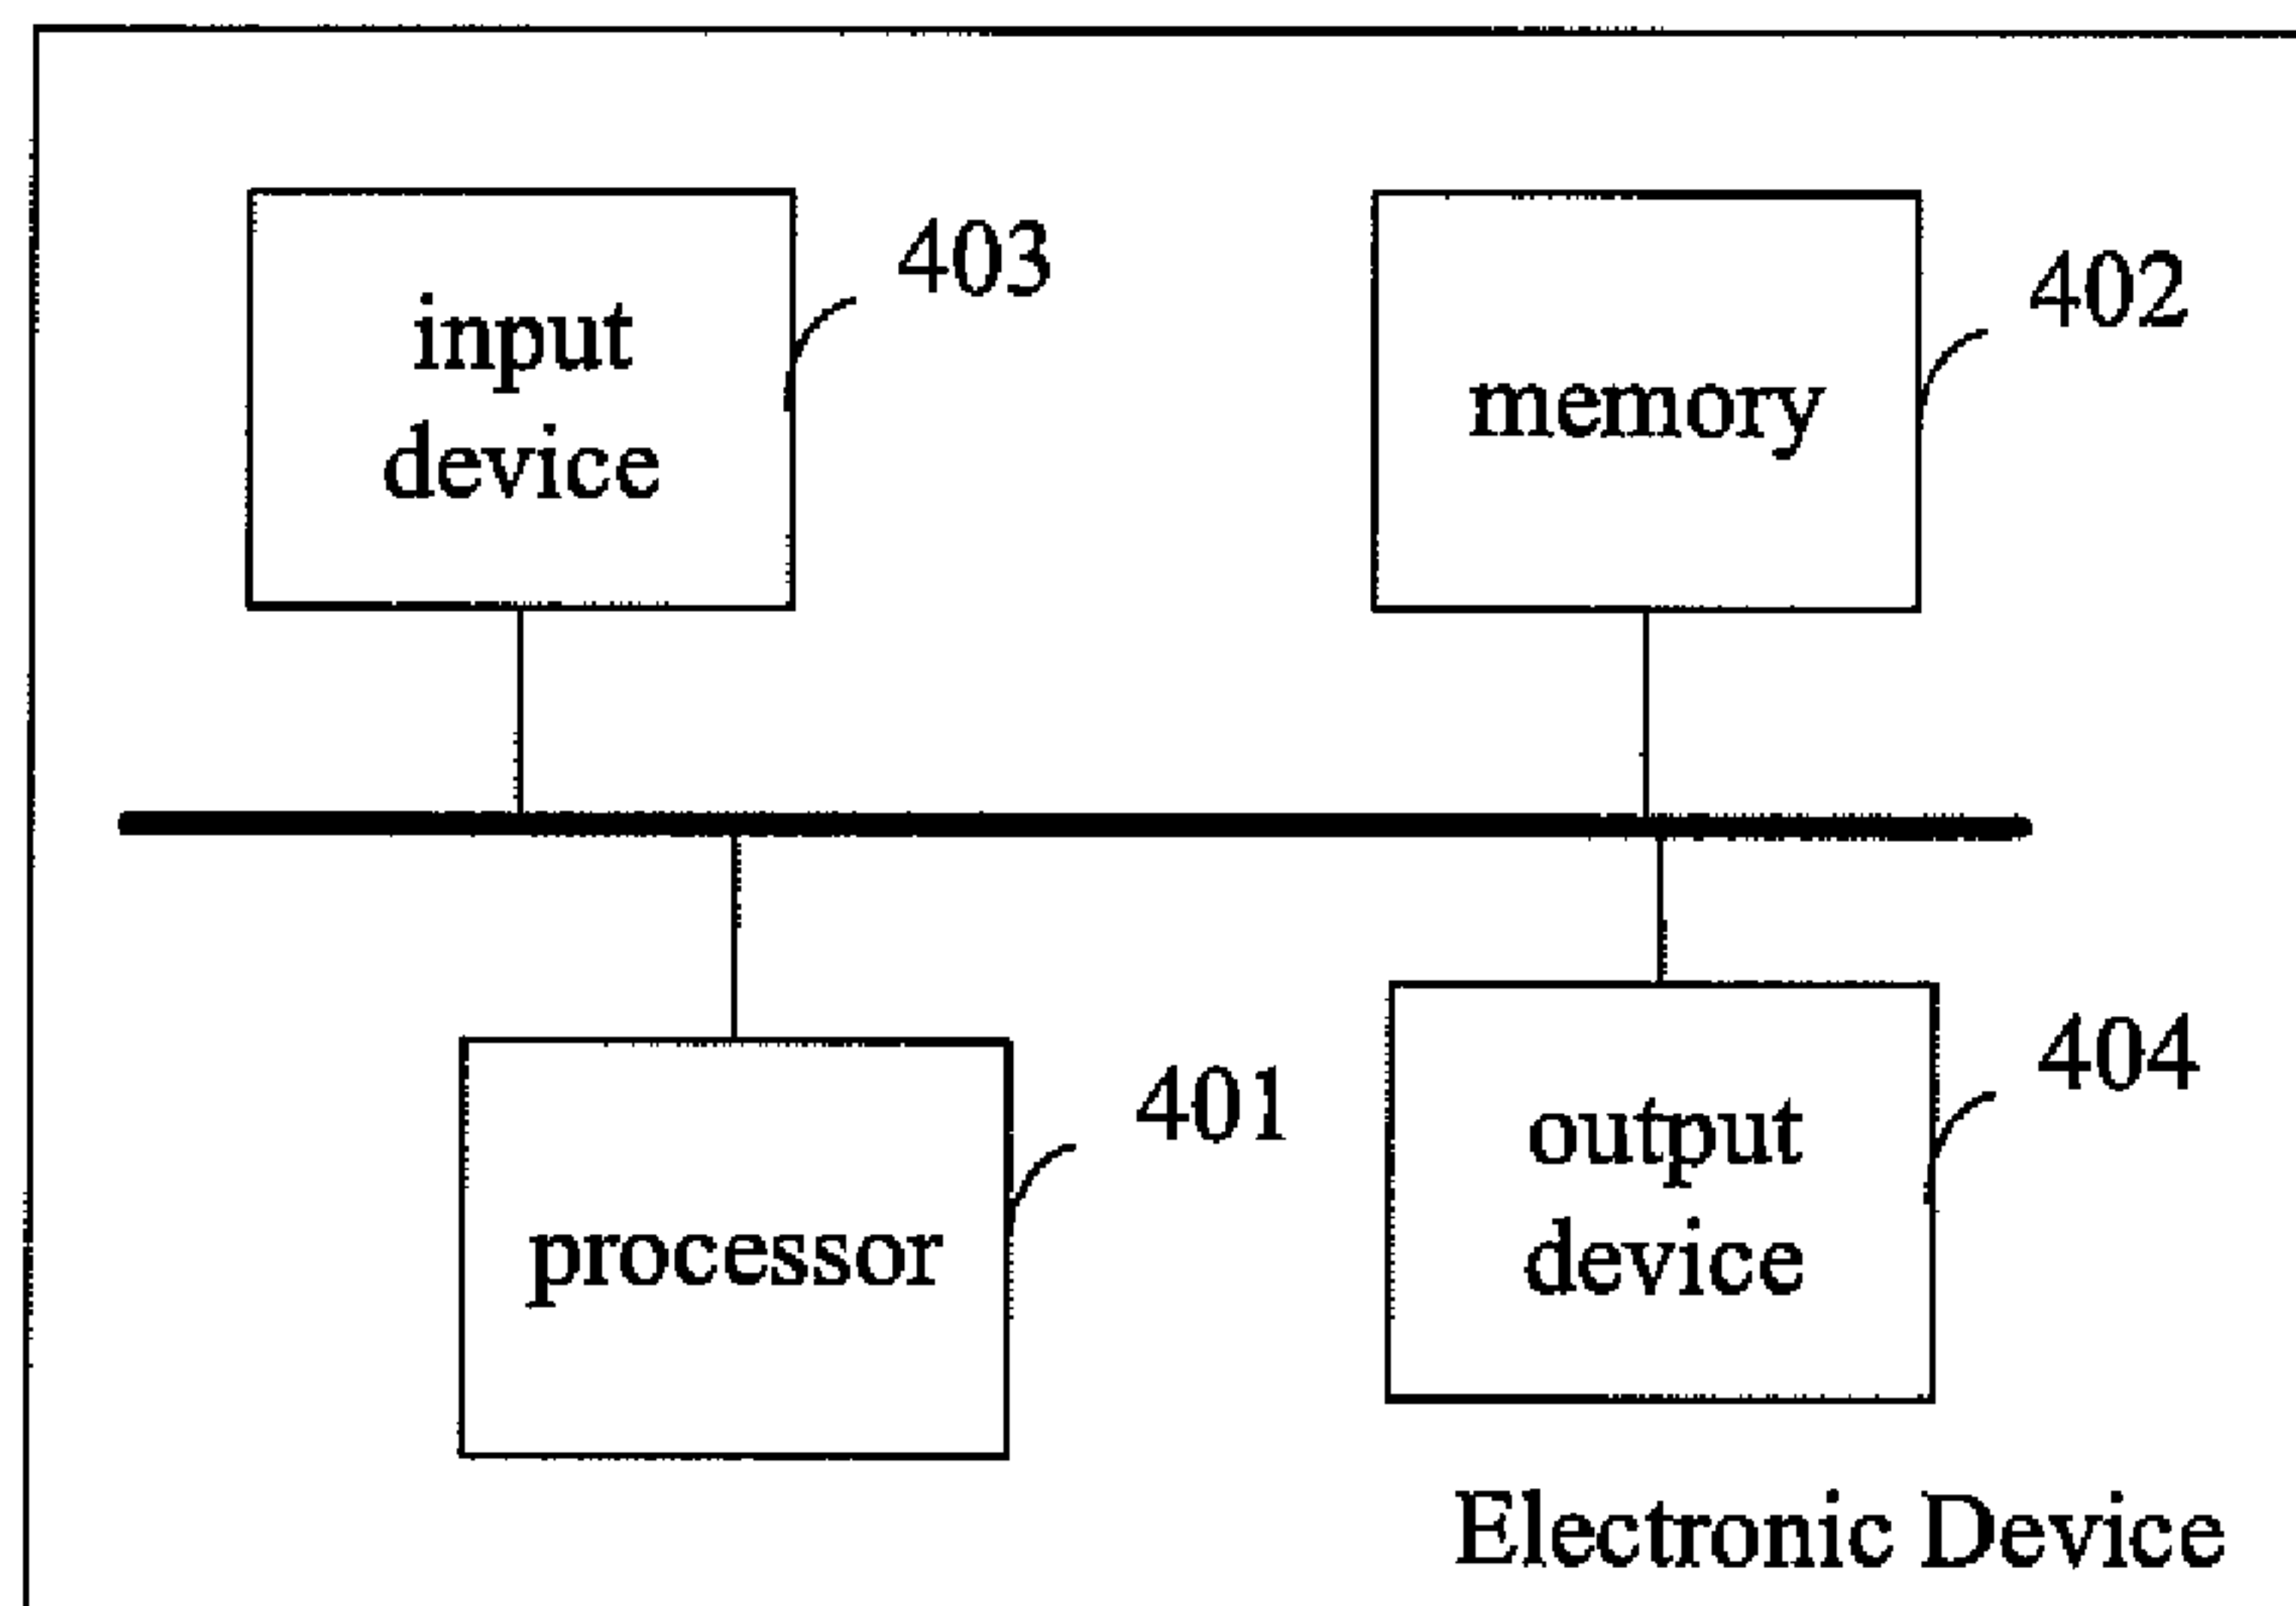 403
input
device
402
memory
401
processor
404
output
device
Electronic Device